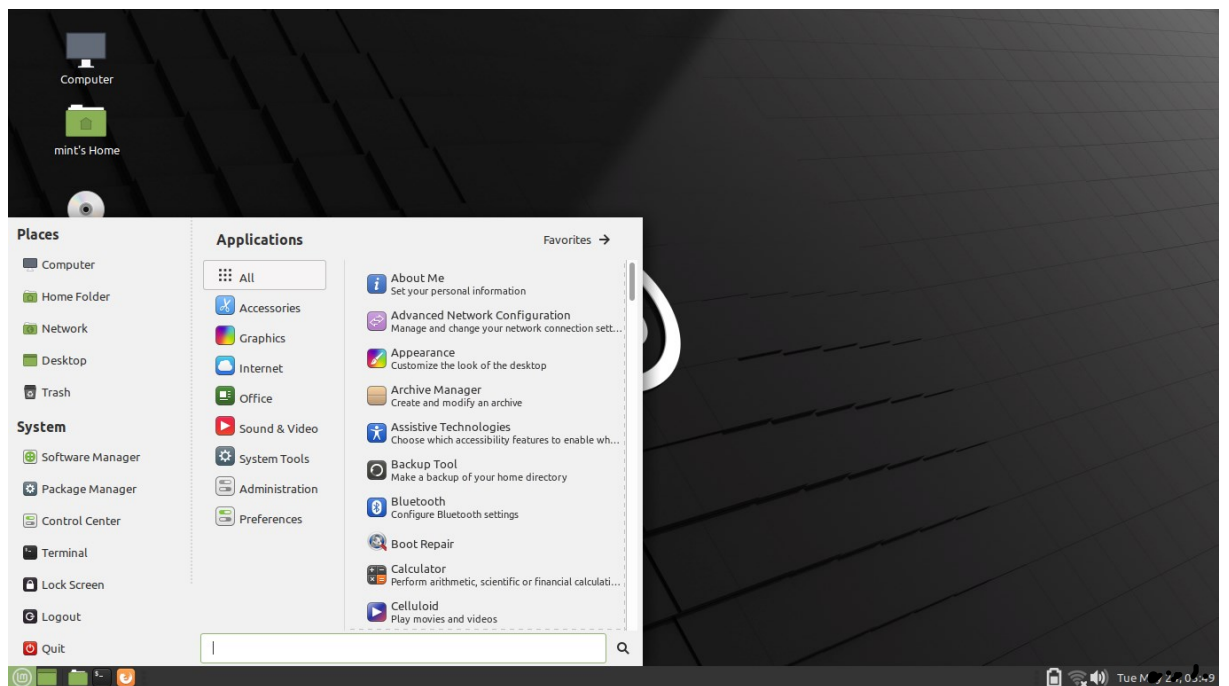 Computer
mint's Home
Places
Computer
Home Folder
Network
Desktop
Trash
System
Software Manager
Package Manager
Control Center
Terminal
Lock Screen
Logout
Quit
Applications
Favorites
All
Accessories
Graphics
Internet
Office
Sound & Video
System Tools
Administration
Preferences
About Me
Set your personal information
Advanced Network Configuration
Manage and change your network connection sett...
Appearance
Customize the look of the desktop
Archive Manager
Create and modify an archive
Assistive Technologies
Choose which accessibility features to enable wh...
Backup Tool
Make a backup of your home directory
Bluetooth
Configure Bluetooth settings
Boot Repair
Calculator
Perform arithmetic, scientific or financial calculati...
Celluloid
Play movies and videos
Tue